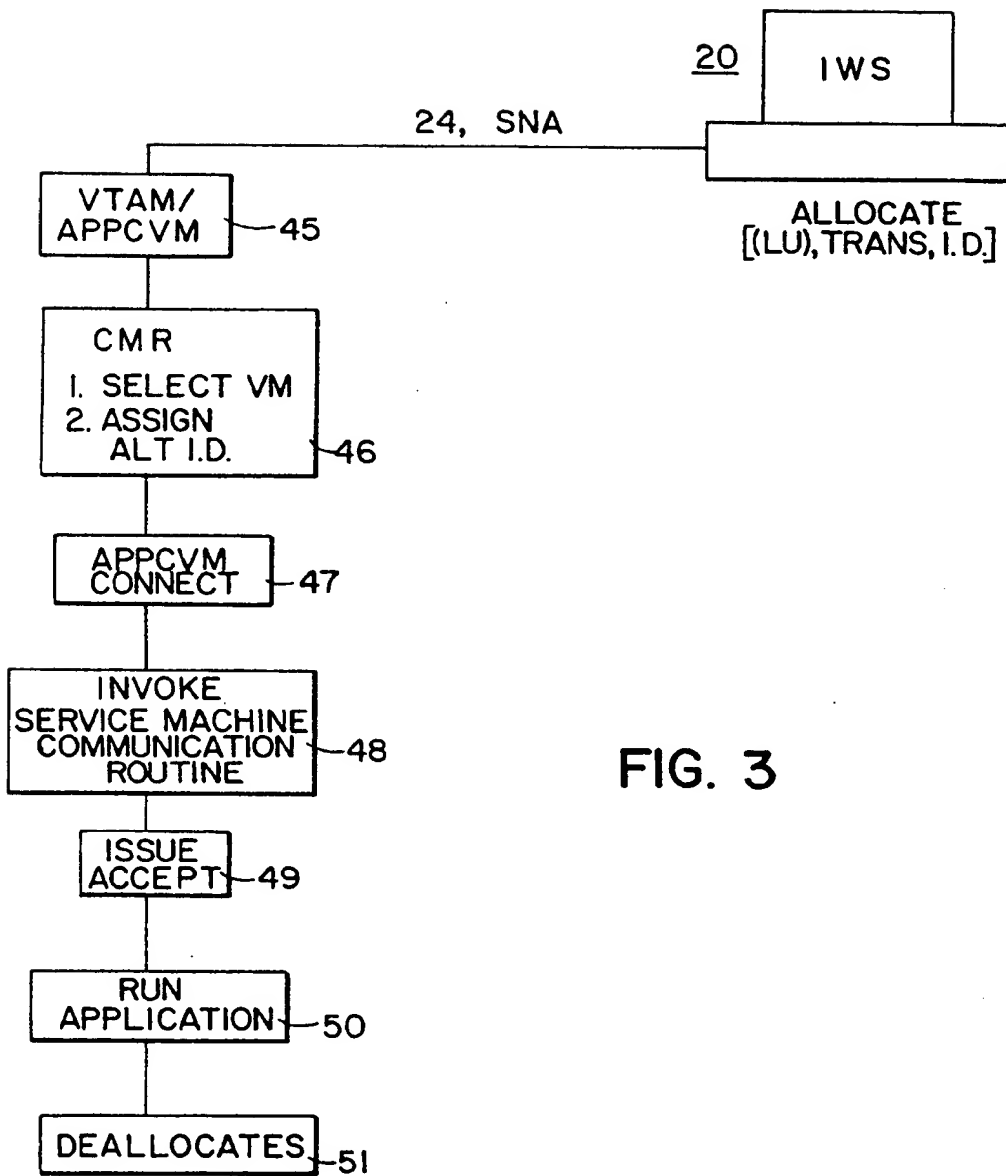 20
IWS
24, SNA
ALLOCATE
[(LU), TRANS, I.D.]
VTAM/
APPCVM
45
CMR
1. SELECT VM
2. ASSIGN
ALT I.D.
46
APPCVM
CONNECT
47
INVOKE
SERVICE MACHINE
COMMUNICATION
ROUTINE
48
FIG. 3
ISSUE
ACCEPT
49
RUN
APPLICATION
50
DEALLOCATES
51